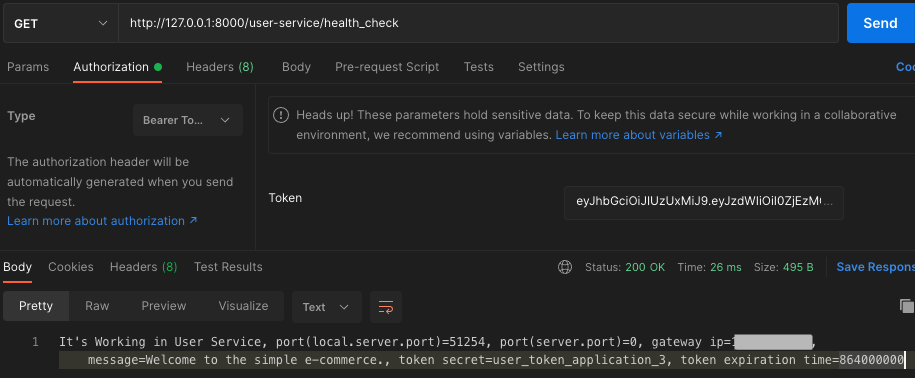 GET http://127.0.0.1:8000/user-service/health_check Send
Params Authorization Headers (8) Body Pre-request Script Tests Settings Coo
Type Bearer To...
The authorization header will be
automatically generated when you send
the request.
Learn more about authorization ↗
Heads up! These parameters hold sensitive data. To keep this data secure while working in a collaborative
environment, we recommend using variables. Learn more about variables ↗
Token eyJhbGciOiJIUzUxMiJ9.eyJzdWIiOiI0ZjEzM...
Body Cookies Headers (8) Test Results Status: 200 OK Time: 26 ms Size: 495 B Save Respons
Pretty Raw Preview Visualize Text
1 It's Working in User Service, port(local.server.port)=51254, port(server.port)=0, gateway ip= ,
message=Welcome to the simple e-commerce., token secret=user_token_application_3, token expiration time=864000000